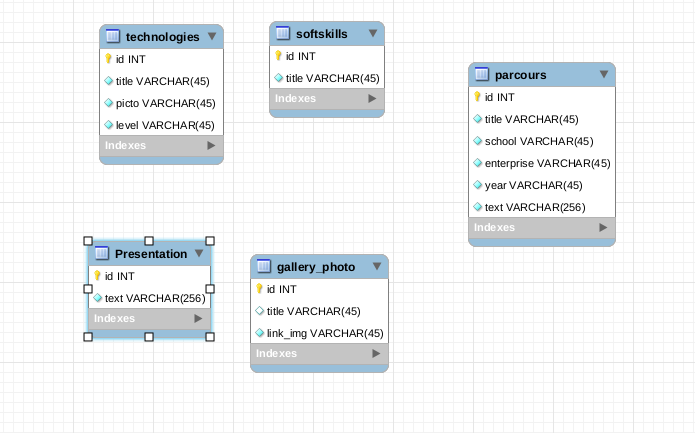 technologies
id INT
title VARCHAR(45)
picto VARCHAR(45)
level VARCHAR(45)
Indexes
softskills
id INT
title VARCHAR(45)
Indexes
parcours
id INT
title VARCHAR(45)
school VARCHAR(45)
enterprise VARCHAR(45)
year VARCHAR(45)
text VARCHAR(256)
Indexes
Presentation
id INT
text VARCHAR(256)
Indexes
gallery_photo
id INT
title VARCHAR(45)
link_img VARCHAR(45)
Indexes